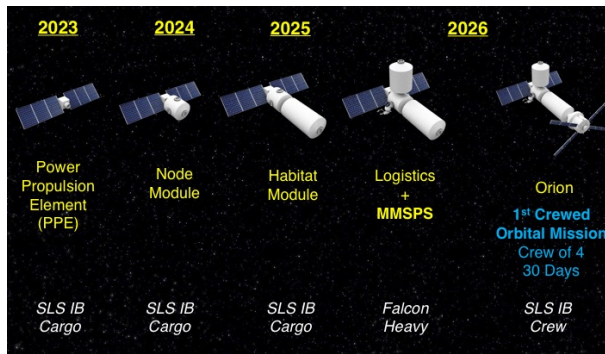 2023
2024
2025
2026
Power
Propulsion
Element
(PPE)
Node
Module
Habitat
Module
Logistics
+
MMSPS
Orion
1st Crewed
Orbital Mission
Crew of 4
30 Days
SLS IB
Cargo
SLS IB
Cargo
SLS IB
Cargo
Falcon
Heavy
SLS IB
Crew